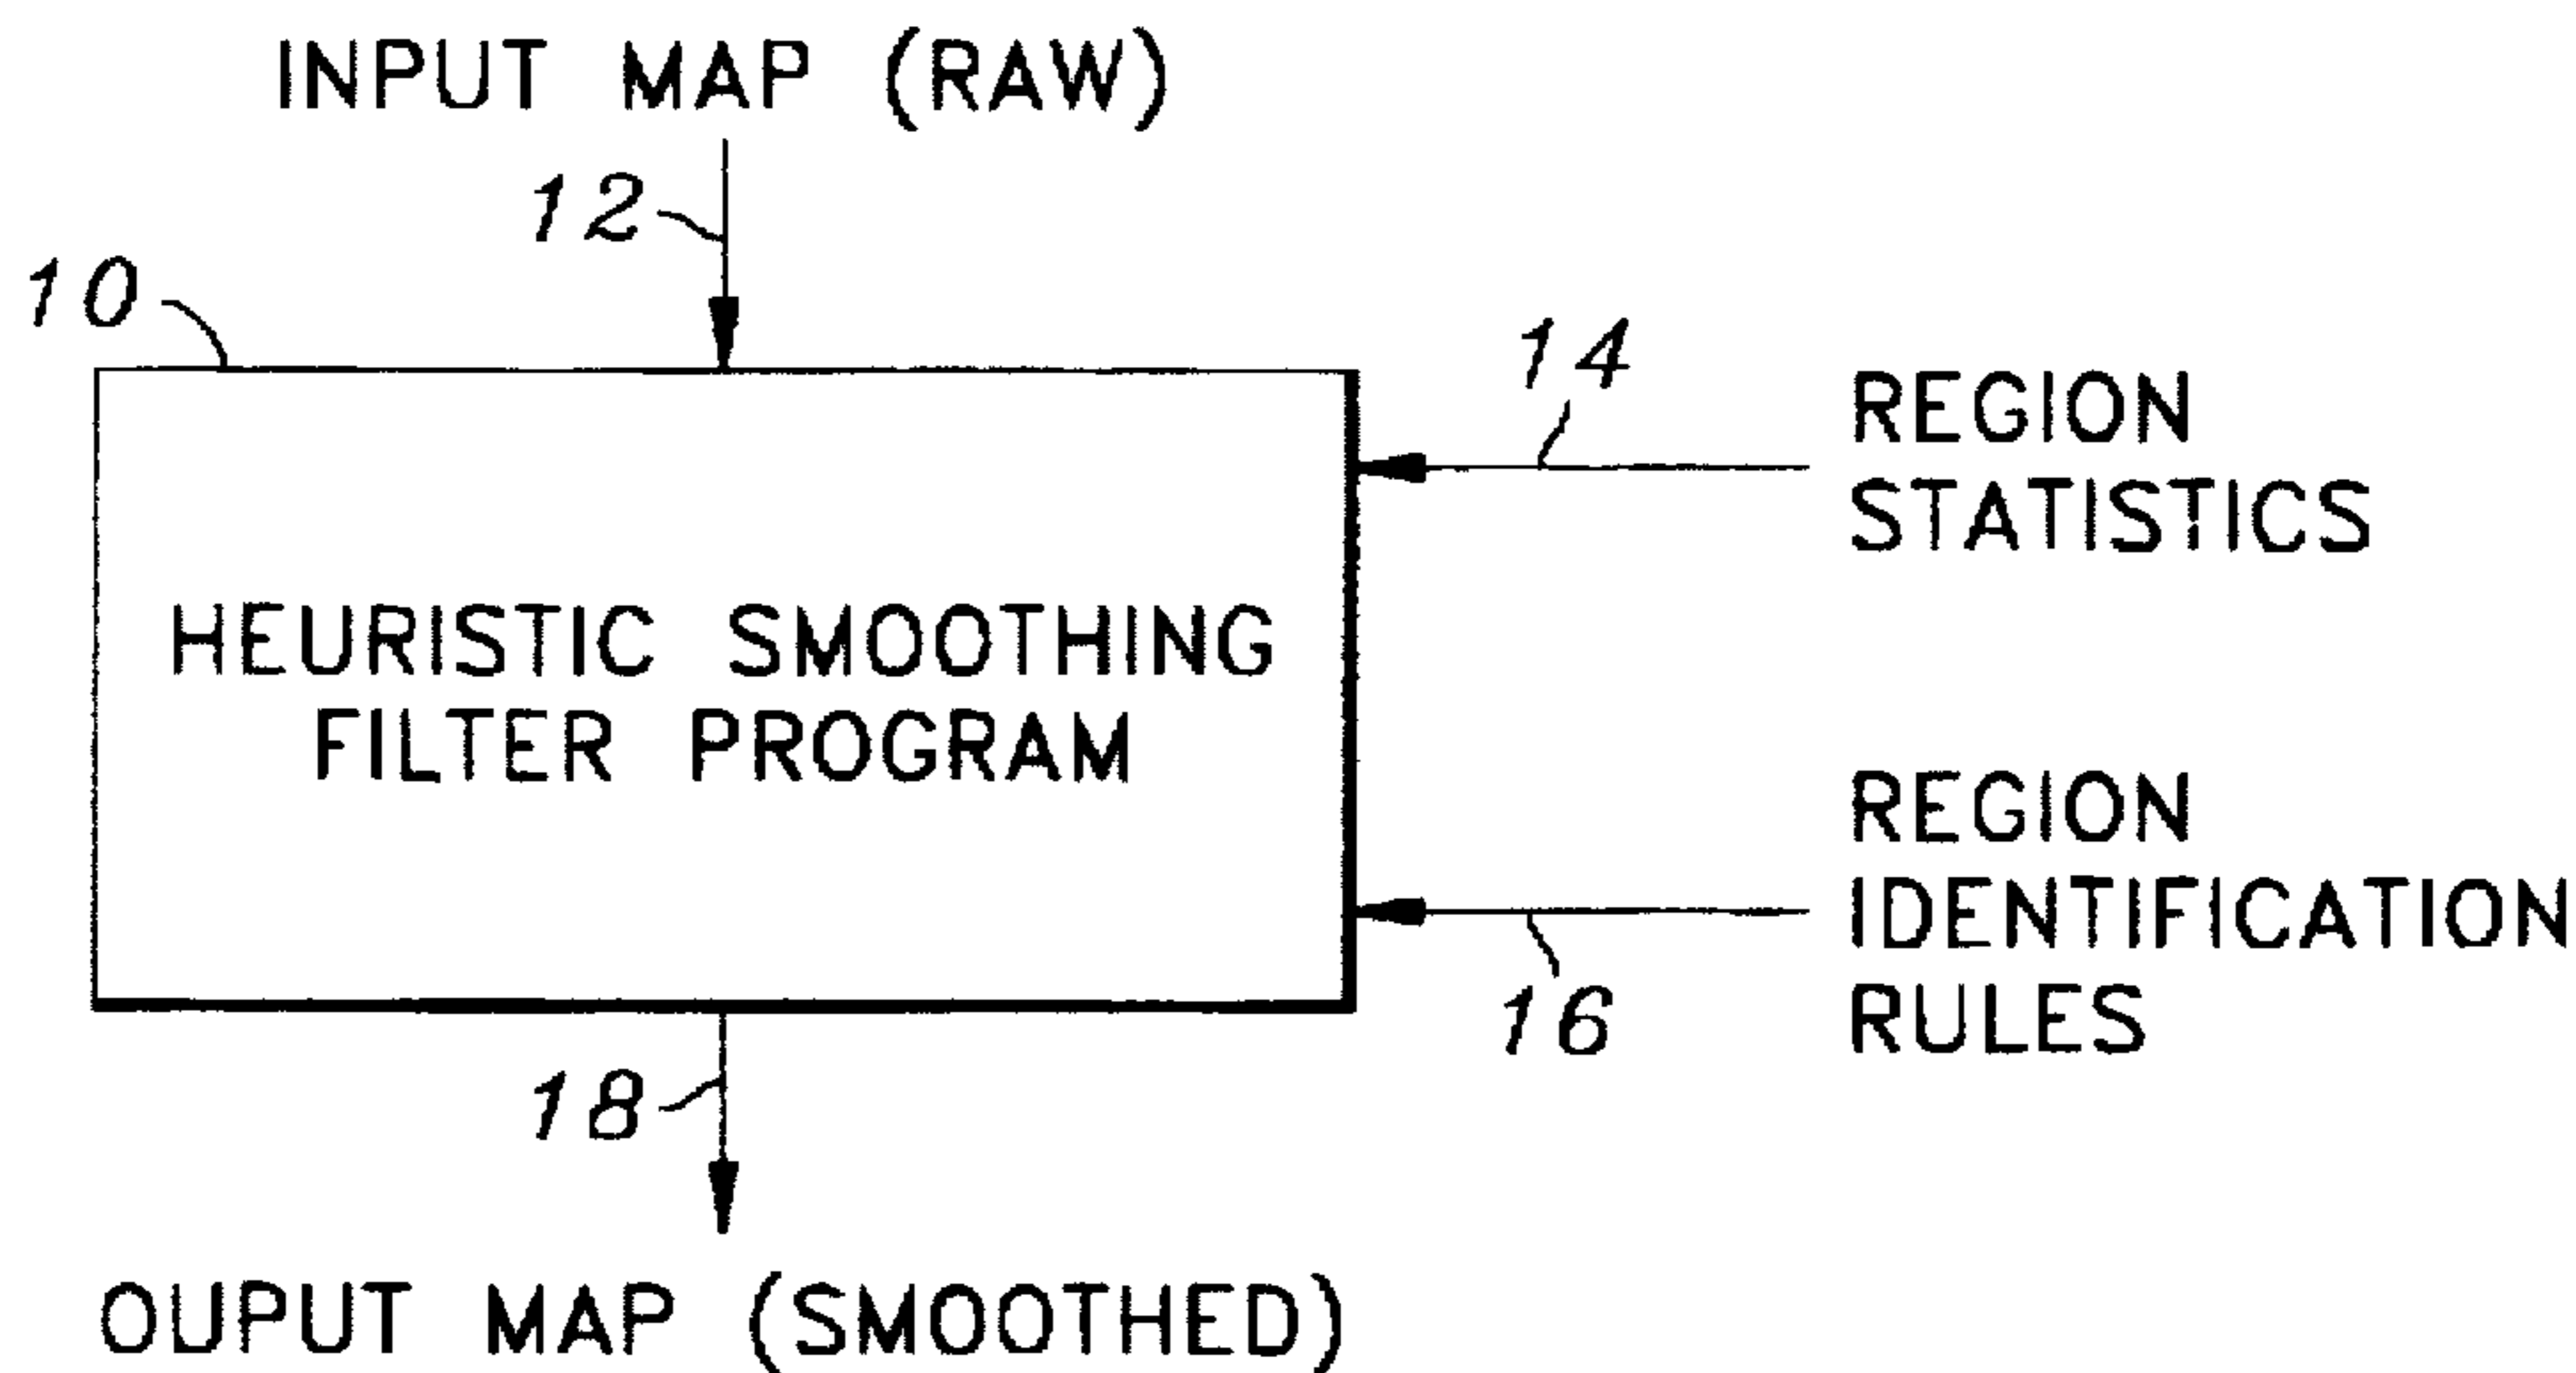 INPUT MAP (RAW)
12
10
14
REGION
STATISTICS
HEURISTIC SMOOTHING
FILTER PROGRAM
REGION
IDENTIFICATION
RULES
16
18
OUPUT MAP (SMOOTHED)